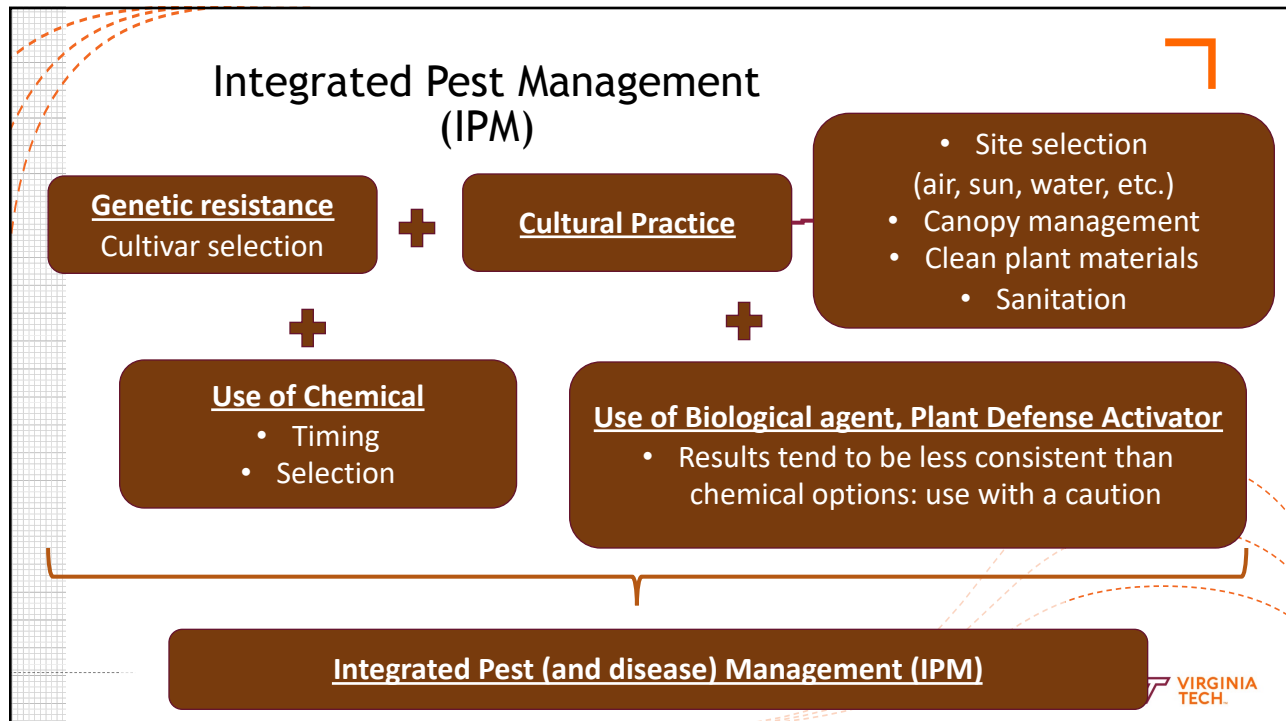 Integrated Pest Management
(IPM)
Genetic resistance
Cultivar selection
Cultural Practice
• Site selection
(air, sun, water, etc.)
• Canopy management
• Clean plant materials
• Sanitation
Use of Chemical
• Timing
• Selection
Use of Biological agent, Plant Defense Activator
• Results tend to be less consistent than
chemical options: use with a caution
Integrated Pest (and disease) Management (IPM)
VIRGINIA
TECH™